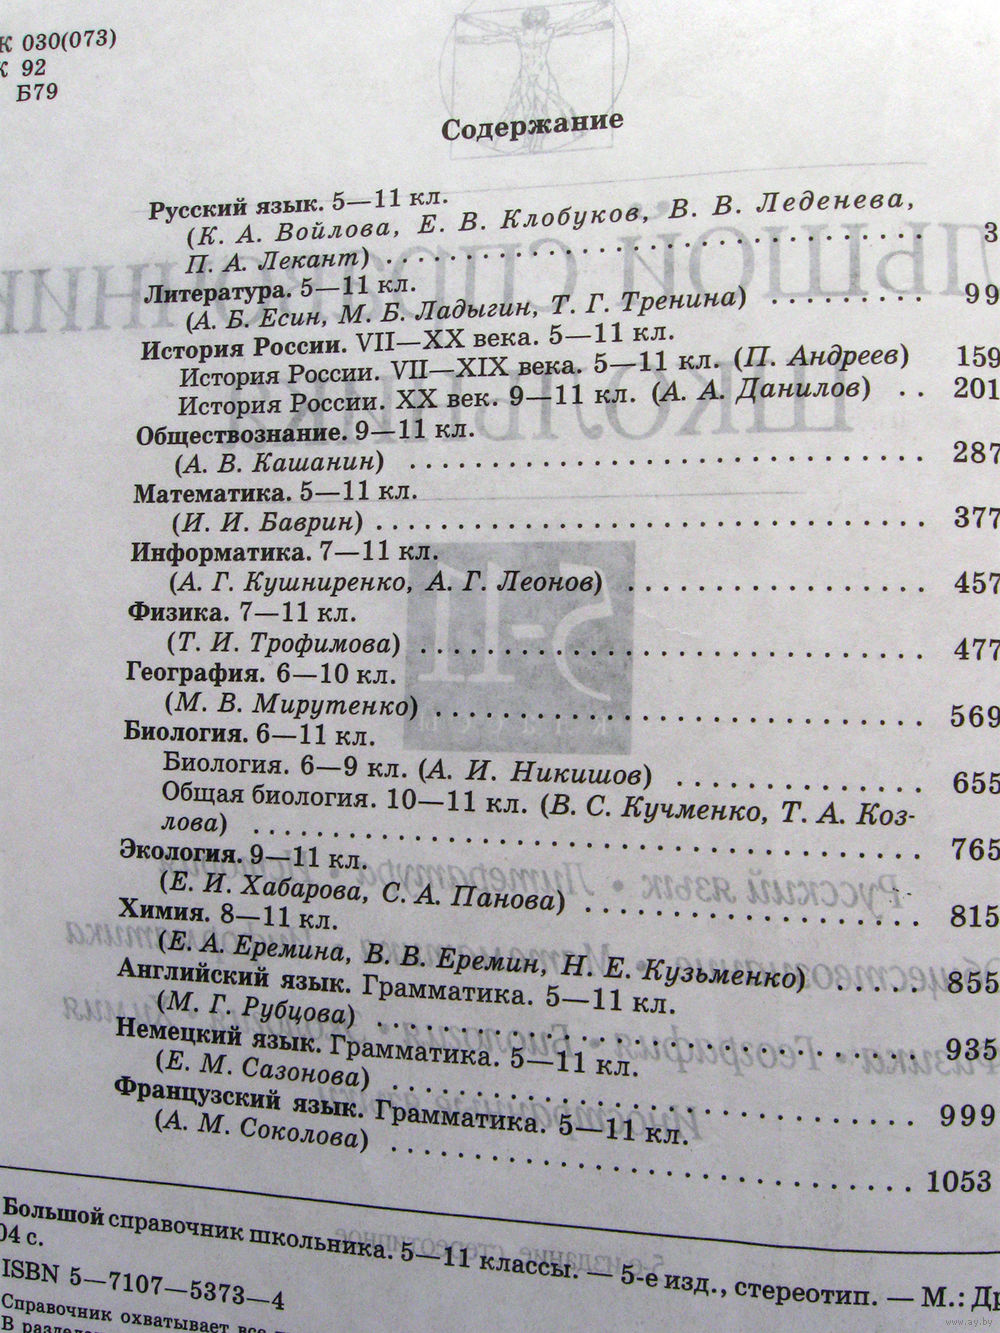 К 030(073)
К 92
Б79
Содержание
Русский язык. 5—11 кл.
(К. А. Войлова, Е. В. Клобуков, В. В. Леденева,
П. А. Лекант) . . . . . . . . . . . . . . . . . . . . . . . . . . . . 3
Литература. 5—11 кл.
(А. Б. Есин, М. Б. Ладыгин, Т. Г. Тренина) . . . . . . . . . 99
История России. VII—XX века. 5—11 кл.
История России. VII—XIX века. 5—11 кл. (П. Андреев) 159
История России. XX век. 9—11 кл. (А. А. Данилов) . . 201
Обществознание. 9—11 кл.
(А. В. Кашанин) . . . . . . . . . . . . . . . . . . . . . . . . . . 287
Математика. 5—11 кл.
(И. И. Баврин) . . . . . . . . . . . . . . . . . . . . . . . . . . . 377
Информатика. 7—11 кл.
(А. Г. Кушниренко, А. Г. Леонов) . . . . . . . . . . . . . . . 457
Физика. 7—11 кл.
(Т. И. Трофимова) . . . . . . . . . . . . . . . . . . . . . . . . . 477
География. 6—10 кл.
(М. В. Мирутенко) . . . . . . . . . . . . . . . . . . . . . . . . 569
Биология. 6—11 кл.
Биология. 6—9 кл. (А. И. Никишов) . . . . . . . . . . . . 655
Общая биология. 10—11 кл. (В. С. Кучменко, Т. А. Коз-
лова) . . . . . . . . . . . . . . . . . . . . . . . . . . . . . . . . . 765
Экология. 9—11 кл.
(Е. И. Хабарова, С. А. Панова) . . . . . . . . . . . . . . . . 815
Химия. 8—11 кл.
(Е. А. Еремина, В. В. Еремин, Н. Е. Кузьменко) . . . . . 855
Английский язык. Грамматика. 5—11 кл.
(М. Г. Рубцова) . . . . . . . . . . . . . . . . . . . . . . . . . . . 935
Немецкий язык. Грамматика. 5—11 кл.
(Е. М. Сазонова) . . . . . . . . . . . . . . . . . . . . . . . . . . 999
Французский язык. Грамматика. 5—11 кл.
(А. М. Соколова) . . . . . . . . . . . . . . . . . . . . . . . . . . 1053
Большой справочник школьника. 5—11 классы. — 5-е изд., стереотип. — М.: Др
04 с.
ISBN 5—7107—5373—4
Справочник охватывает все
В
www.ay.by